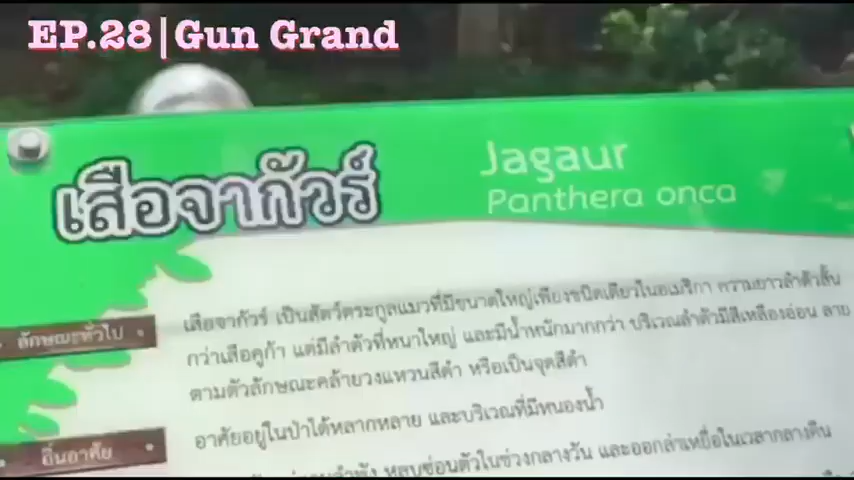 EP.28|Gun Grand
เสือจากัวร์
Jagaur
Panthera onca
ลักษณะทั่วไป
เสือจากัวร์ เป็นสัตว์ตระกูลแมวที่มีขนาดใหญ่เพียงชนิดเดียวในอเมริกา ความยาวลำตัวสั้น
กว่าเสือคูก้า แต่มีลำตัวที่หนาใหญ่ และมีน้ำหนักมากกว่า บริเวณลำตัวมีสีเหลืองอ่อน ลาย
ตามตัวลักษณะคล้ายวงแหวนสีดำ หรือเป็นจุดสีดำ
ถิ่นอาศัย
อาศัยอยู่ในป่าได้หลากหลาย และบริเวณที่มีหนองน้ำ
หลบซ่อนตัวในช่วงกลางวัน และออกล่าเหยื่อในเวลากลางคืน